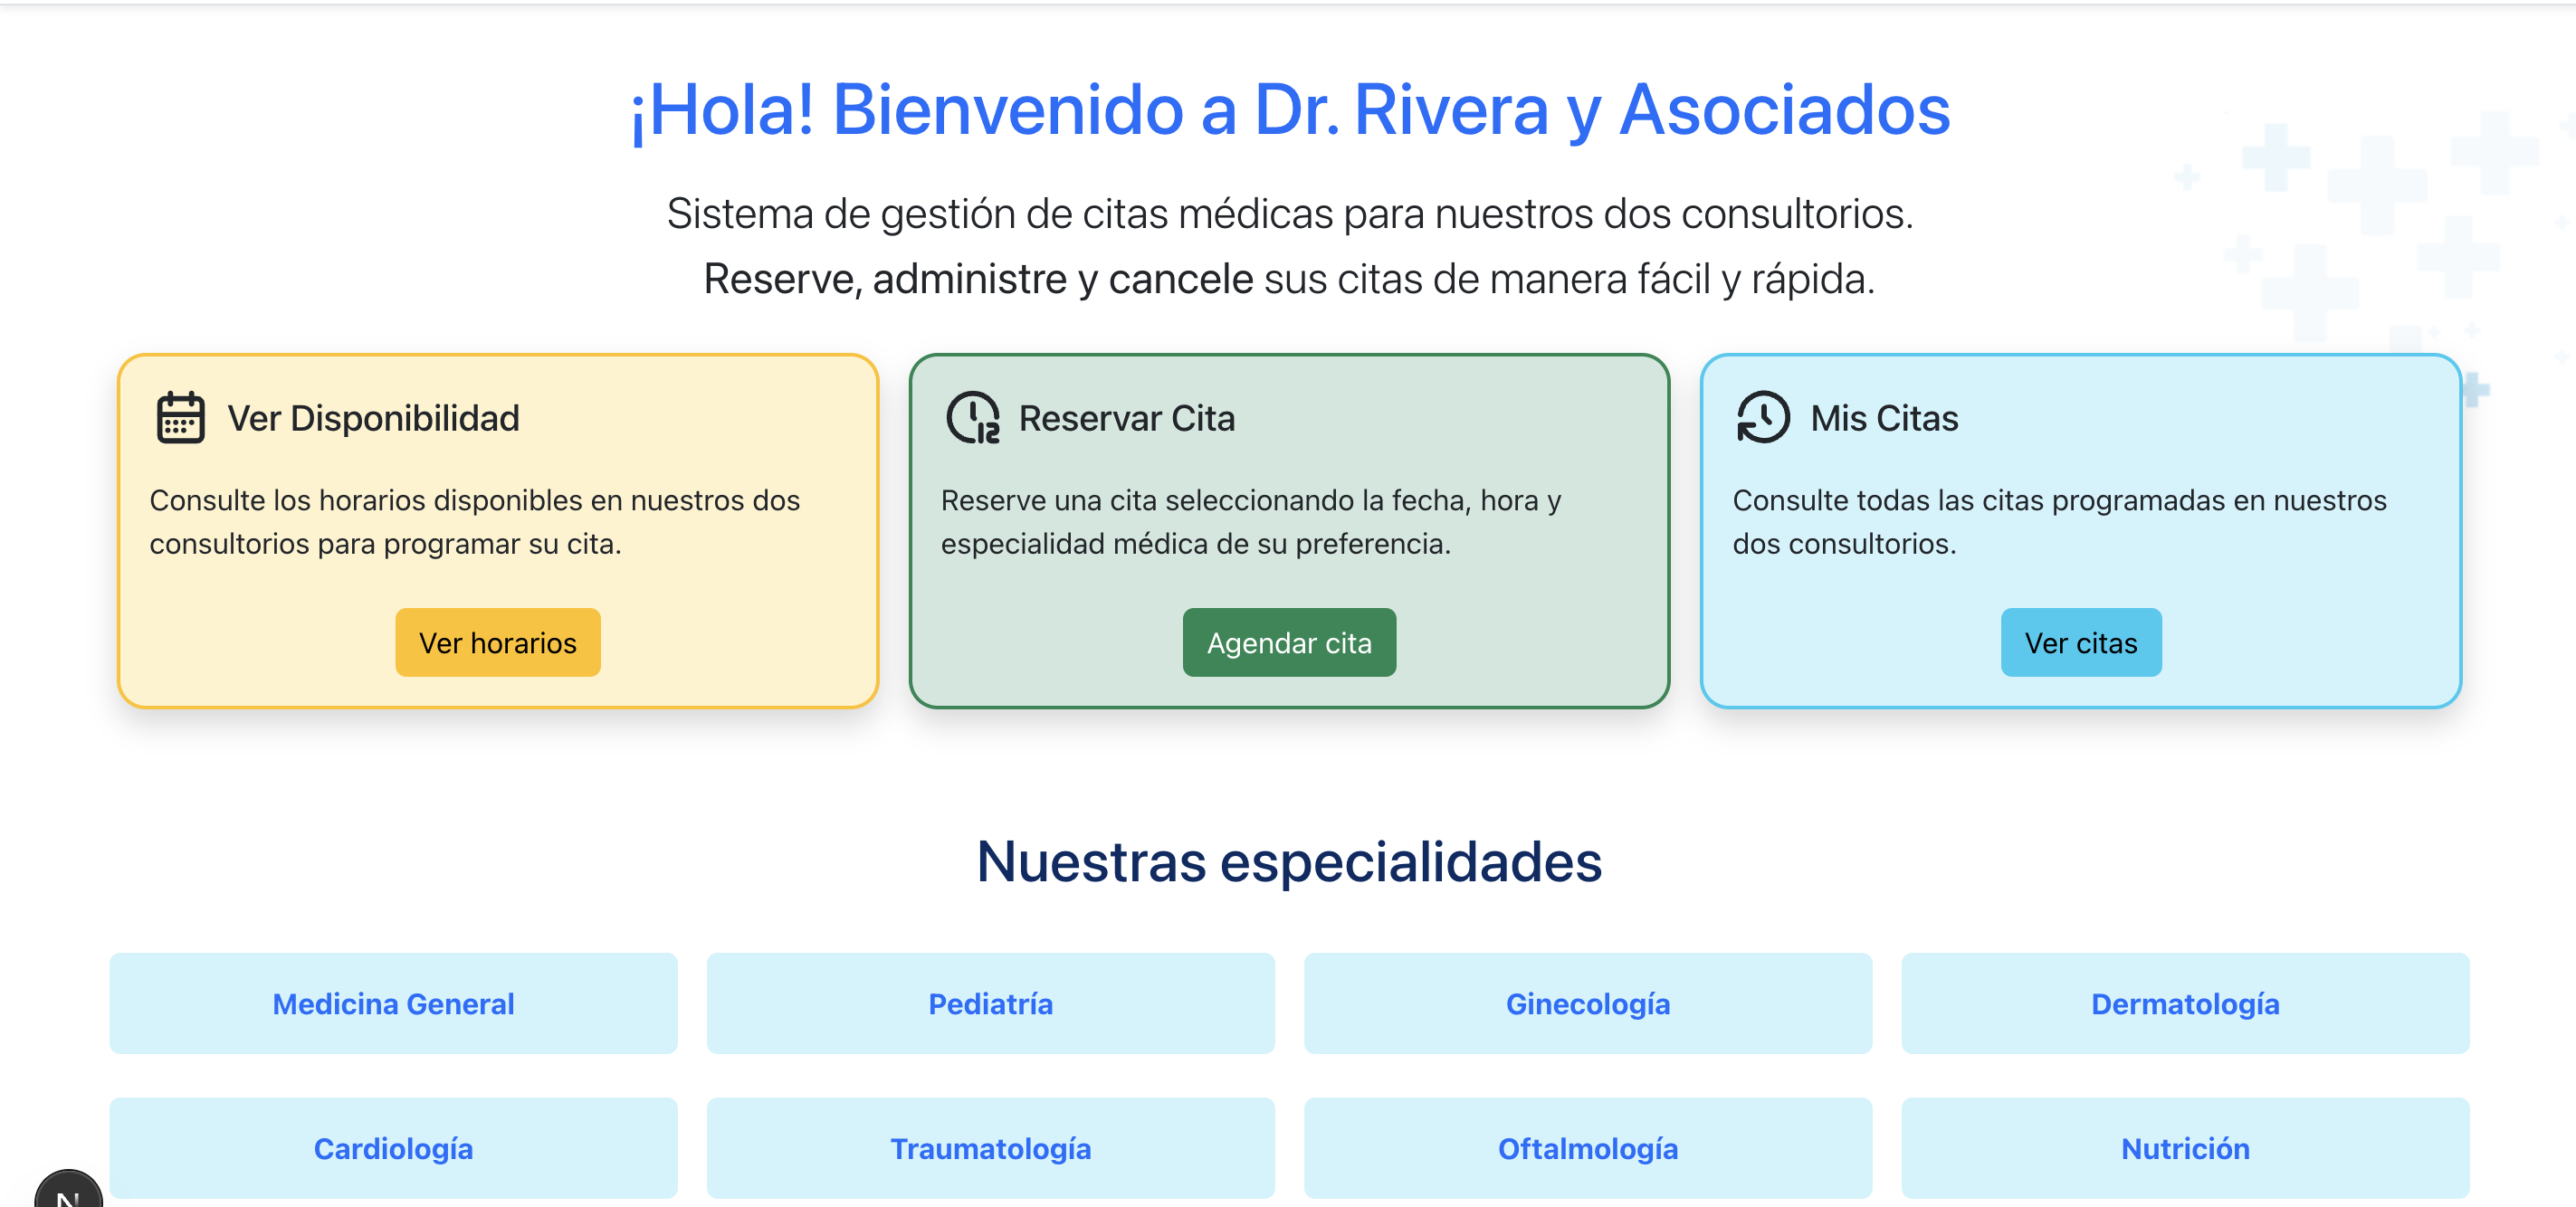 ¡Hola! Bienvenido a Dr. Rivera y Asociados
Sistema de gestión de citas médicas para nuestros dos consultorios.
Reserve, administre y cancele sus citas de manera fácil y rápida.
Ver Disponibilidad
Consulte los horarios disponibles en nuestros dos
consultorios para programar su cita.
Ver horarios
12
Reservar Cita
Reserve una cita seleccionando la fecha, hora y
especialidad médica de su preferencia.
Agendar cita
Mis Citas
Consulte todas las citas programadas en nuestros
dos consultorios.
Ver citas
Nuestras especialidades
Medicina General
Pediatría
Ginecología
Dermatología
Cardiología
Traumatología
Oftalmología
Nutrición
N